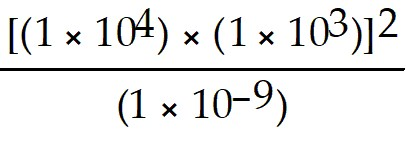 [(1 × 10⁴) × (1 × 10³)]²
(1 × 10⁻⁹)